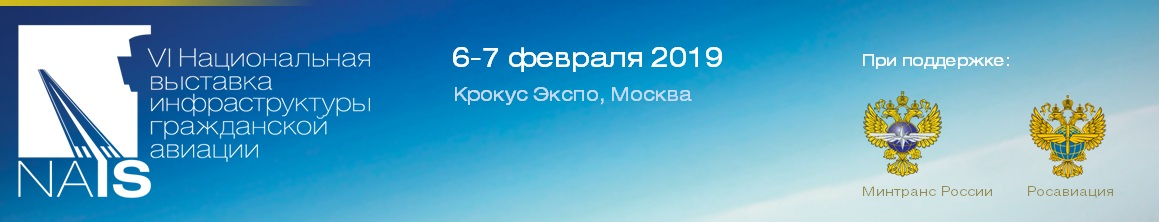 VI Национальная
выставка
инфраструктуры
гражданской
авиации
NAIS
6-7 февраля 2019
Крокус Экспо, Москва
При поддержке:
Минтранс России
Росавиация